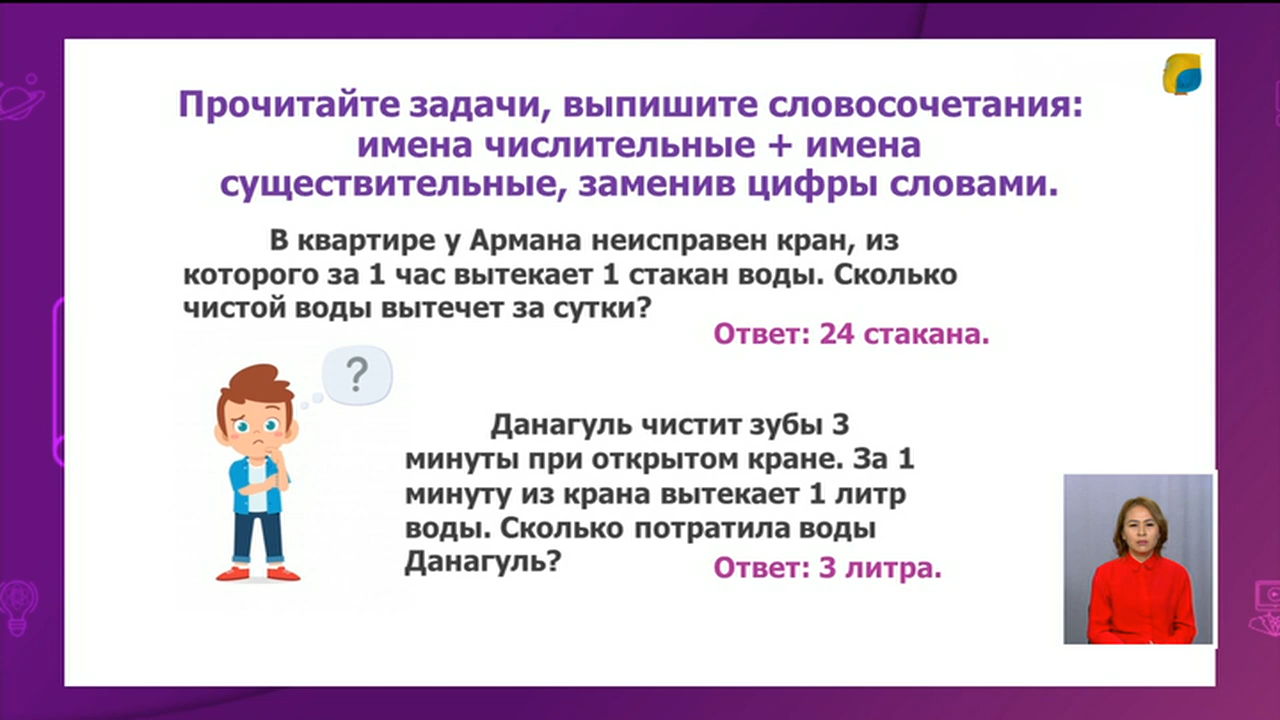 Прочитайте задачи, выпишите словосочетания:
имена числительные + имена
существительные, заменив цифры словами.
В квартире у Армана неисправен кран, из
которого за 1 час вытекает 1 стакан воды. Сколько
чистой воды вытечет за сутки?
Ответ: 24 стакана.
?
Данагуль чистит зубы 3
минуты при открытом кране. За 1
минуту из крана вытекает 1 литр
воды. Сколько потратила воды
Данагуль?
Ответ: 3 литра.